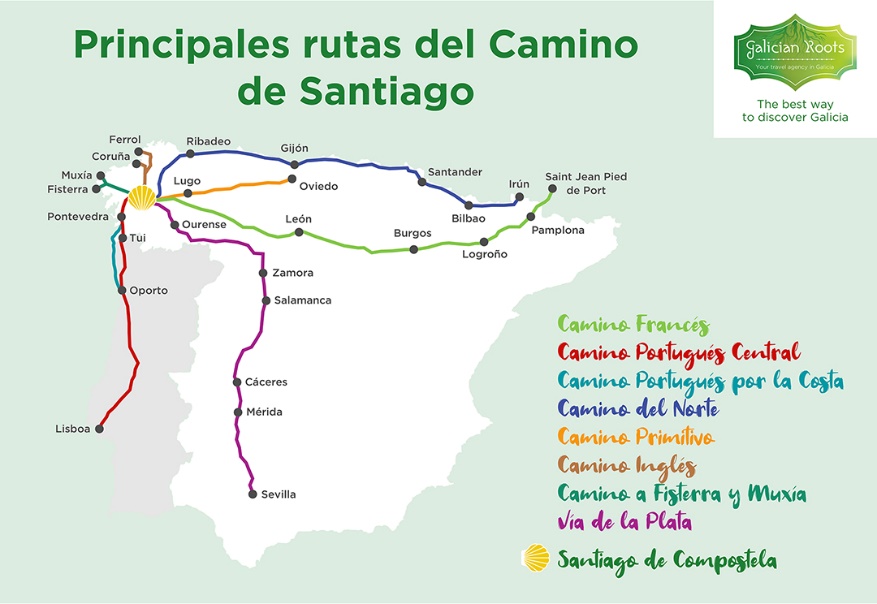 Principales rutas del Camino
de Santiago
Galician Roots
Your travel agency in Galicia
The best way
to discover Galicia
Ferrol
Coruña
Muxía
Fisterra
Pontevedra
Tui
Oporto
Lisboa
Ribadeo
Lugo
Ourense
Gijón
Oviedo
León
Zamora
Salamanca
Cáceres
Mérida
Sevilla
Santander
Bilbao
Irún
Burgos
Logroño
Saint Jean Pied
de Port
Pamplona
Camino Francés
Camino Portugués Central
Camino Portugués por la Costa
Camino del Norte
Camino Primitivo
Camino Inglés
Camino a Fisterra y Muxía
Vía de la Plata
Santiago de Compostela